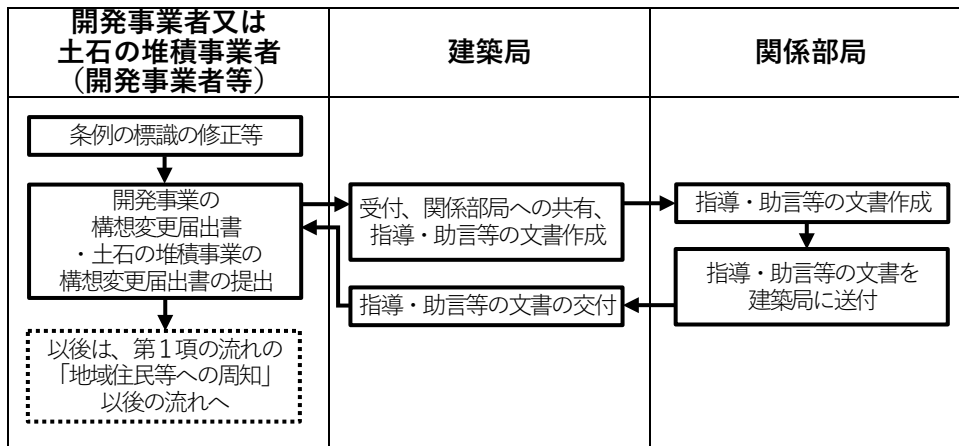 開発事業者又は
土石の堆積事業者
（開発事業者等）
建築局
関係部局
条例の標識の修正等
開発事業の
構想変更届出書
・土石の堆積事業の
構想変更届出書の提出
受付、関係部局への共有、
指導・助言等の文書作成
指導・助言等の文書作成
指導・助言等の文書を
建築局に送付
指導・助言等の文書の交付
以後は、第１項の流れの
「地域住民等への周知」
以後の流れへ